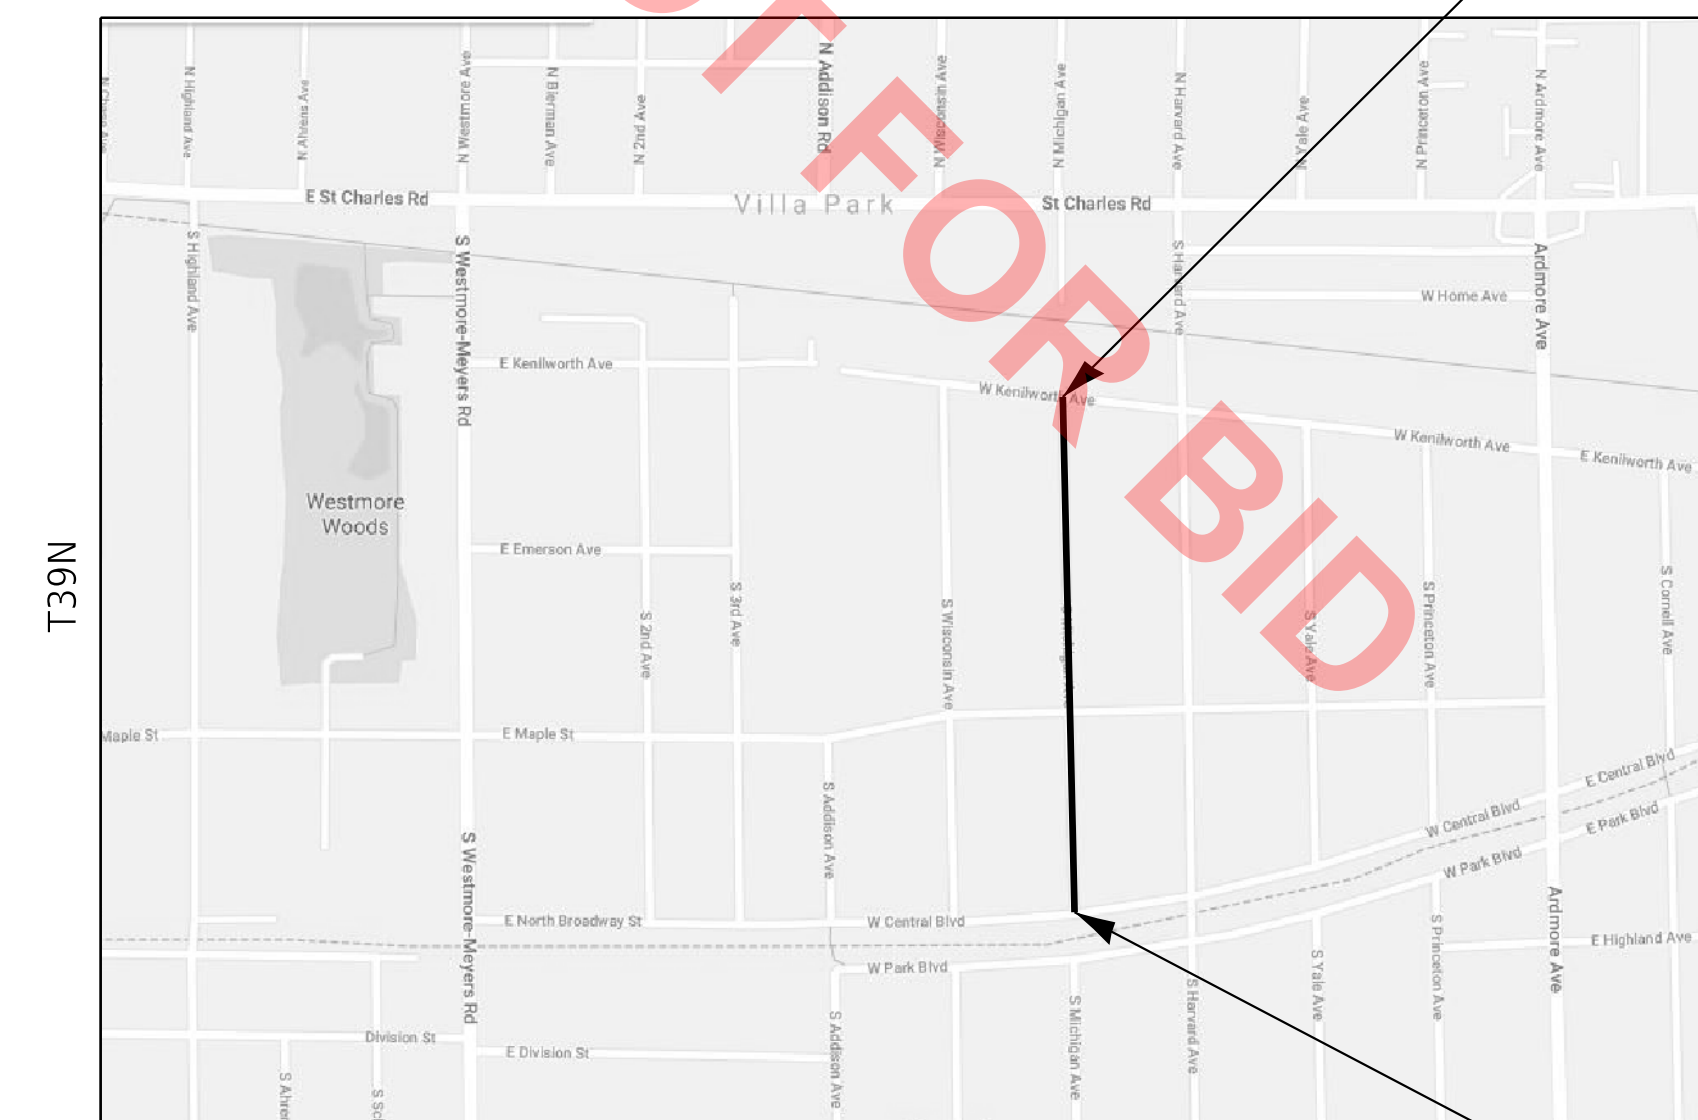 N Highland Ave
N Ahrens Ave
N Westmore Ave
N Bierman Ave
N 2nd Ave
N Addison Rd
N Wisconsin Ave
N Michigan Ave
N Harvard Ave
N Yale Ave
N Princeton Ave
N Ardmore Ave
E St Charles Rd
Villa Park
St Charles Rd
S Highland Ave
S Westmore-Meyers Rd
S Harvard Ave
W Home Ave
Ardmore Ave
E Kenilworth Ave
W Kenilworth Ave
W Kenilworth Ave
E Kenilworth Ave
FOR BID
Westmore
Woods
T39N
E Emerson Ave
S 3rd Ave
S 2nd Ave
S Wisconsin Ave
S Yale Ave
S Princeton Ave
S Cornell Ave
Maple St
E Maple St
S Addison Ave
E Central Blvd
W Central Blvd
E Park Blvd
W Park Blvd
S Westmore-Meyers Rd
E North Broadway St
W Central Blvd
W Park Blvd
E Highland Ave
Ardmore Ave
S Princeton Ave
S Yale Ave
S Harvard Ave
S Michigan Ave
S Addison Ave
Division St
E Division St